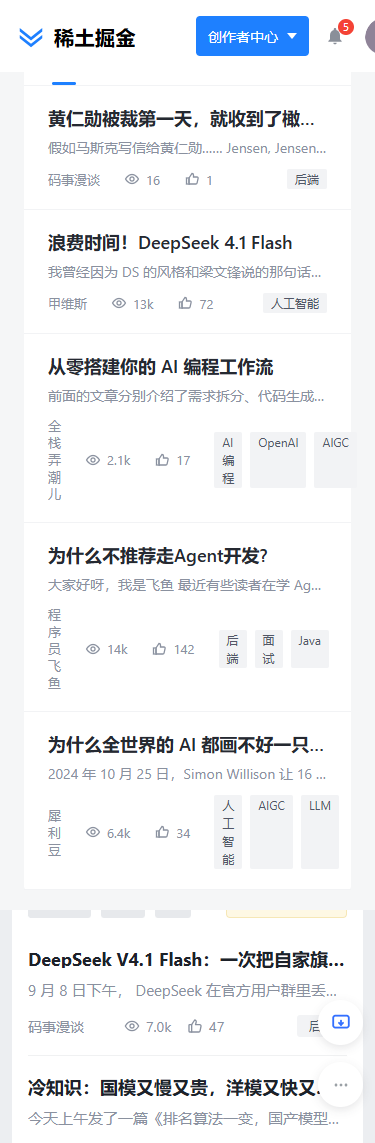 稀土掘金
创作者中心
5
黄仁勋被裁第一天，就收到了橄...
假如马斯克写信给黄仁勋...... Jensen, Jensen...
码事漫谈 16 1 后端
浪费时间！DeepSeek 4.1 Flash
我曾经因为 DS 的风格和梁文锋说的那句话...
甲维斯 13k 72 人工智能
从零搭建你的 AI 编程工作流
前面的文章分别介绍了需求拆分、代码生成...
全栈弄潮儿 2.1k 17 AI编程 OpenAI AIGC
为什么不推荐走Agent开发?
大家好呀，我是飞鱼 最近有些读者在学 Ag...
程序员飞鱼 14k 142 后端 面试 Java
为什么全世界的 AI 都画不好一只...
2024 年 10 月 25 日，Simon Willison 让 16 ...
犀利豆 6.4k 34 人工智能 AIGC LLM
DeepSeek V4.1 Flash：一次把自家旗...
9 月 8 日下午， DeepSeek 在官方用户群里丢...
码事漫谈 7.0k 47 后
冷知识：国模又慢又贵，洋模又快又...
今天上午发了一篇《排名算法一变，国产模型...